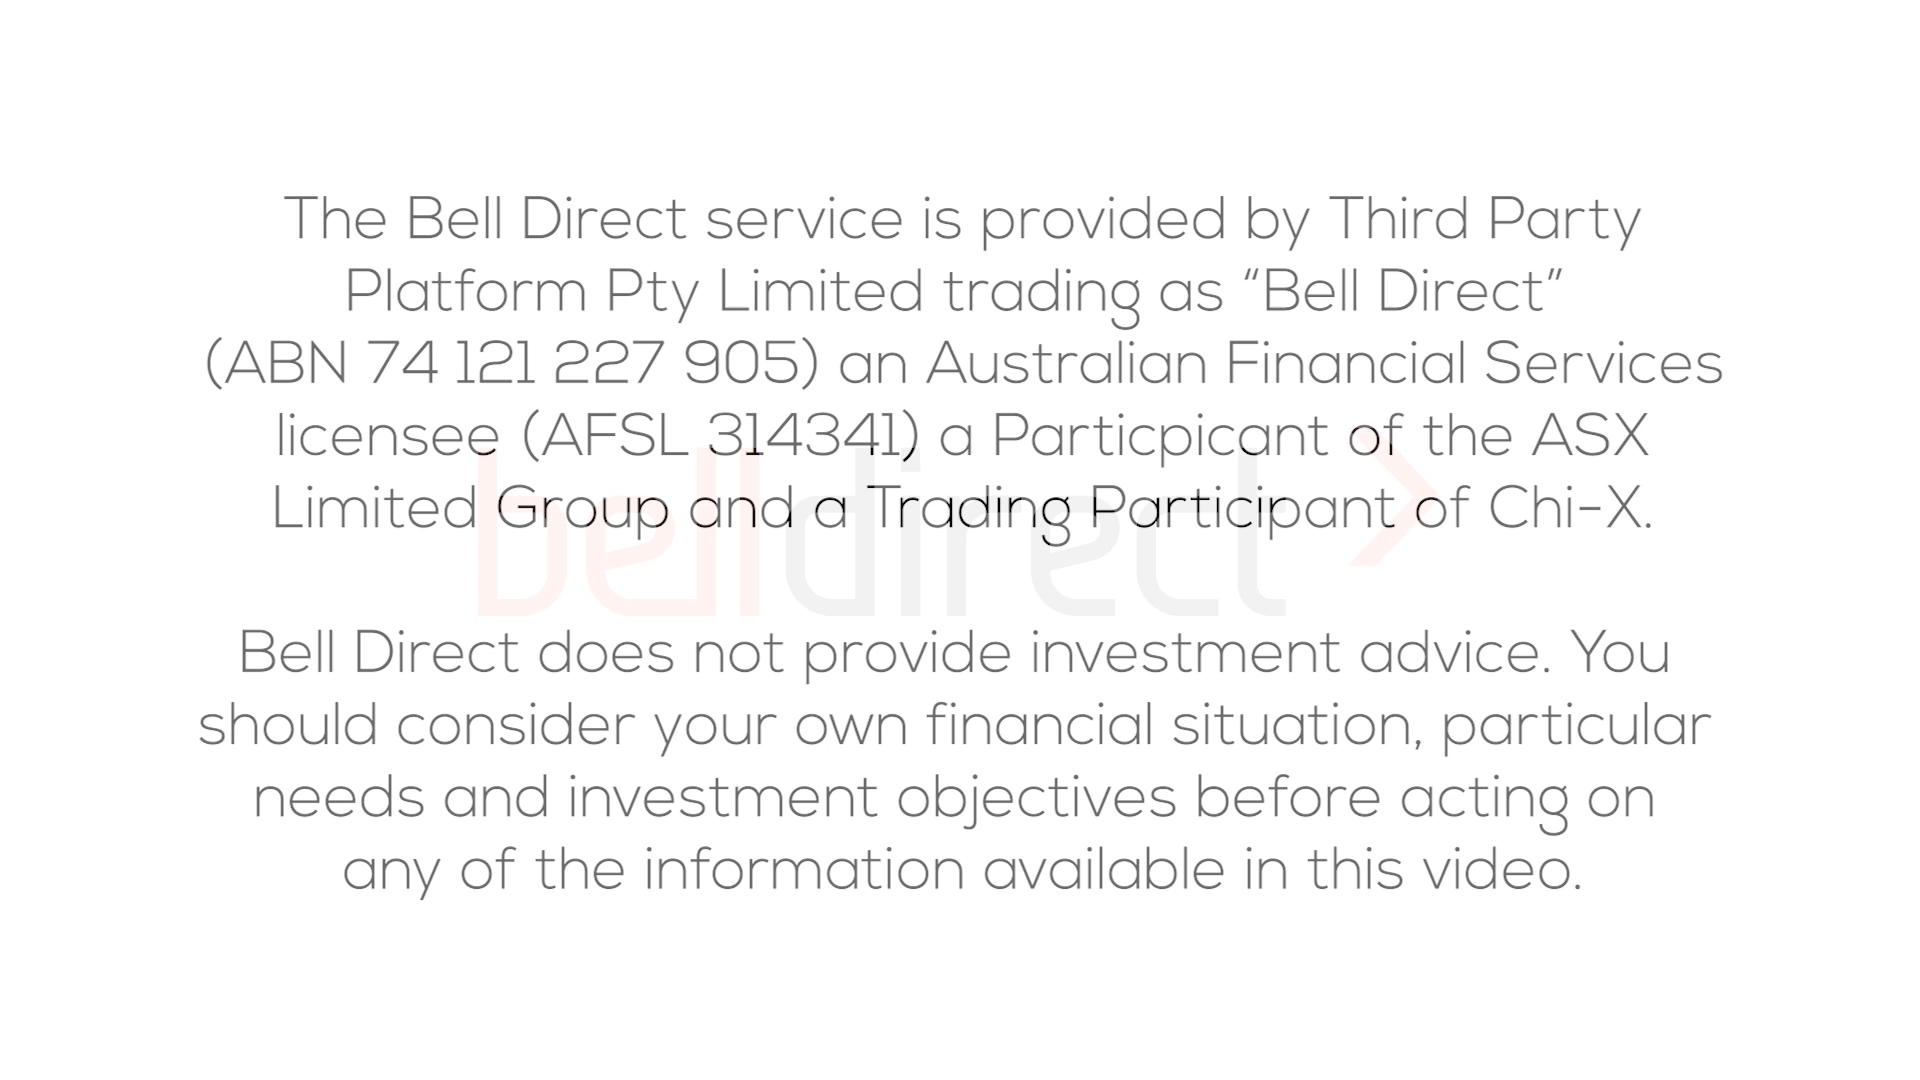 The Bell Direct service is provided by Third Party
Platform Pty Limited trading as “Bell Direct”
(ABN 74 121 227 905) an Australian Financial Services
licensee (AFSL 314341) a Particpicant of the ASX
Limited Group and a Trading Participant of Chi-X.
belldirect
Bell Direct does not provide investment advice. You
should consider your own financial situation, particular
needs and investment objectives before acting on
any of the information available in this video.